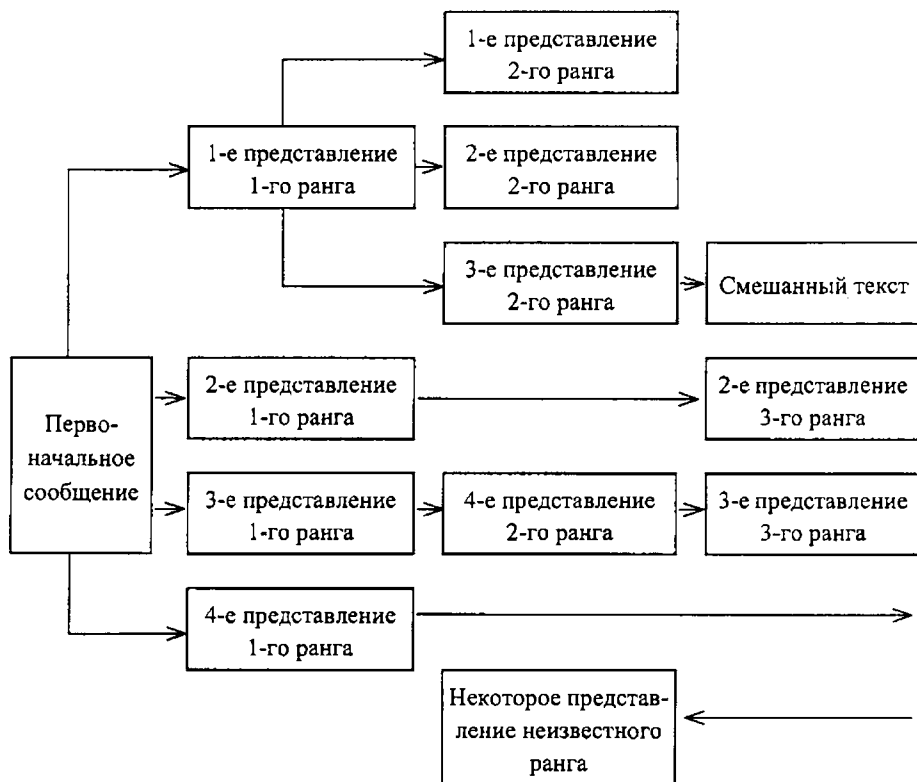 1-е представление
2-го ранга
1-е представление
1-го ранга
2-е представление
2-го ранга
3-е представление
2-го ранга
Смешанный текст
Перво-
начальное
сообщение
2-е представление
1-го ранга
2-е представление
3-го ранга
3-е представление
1-го ранга
4-е представление
2-го ранга
3-е представление
3-го ранга
4-е представление
1-го ранга
Некоторое представ-
ление неизвестного
ранга